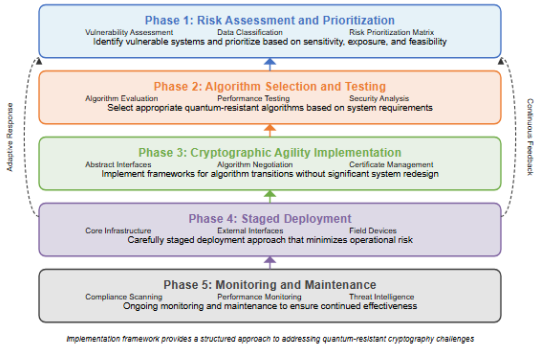 Phase 1: Risk Assessment and Prioritization
Vulnerability Assessment Data Classification Risk Prioritization Matrix
Identify vulnerable systems and prioritize based on sensitivity, exposure, and feasibility
Phase 2: Algorithm Selection and Testing
Algorithm Evaluation Performance Testing Security Analysis
Select appropriate quantum-resistant algorithms based on system requirements
Phase 3: Cryptographic Agility Implementation
Abstract Interfaces Algorithm Negotiation Certificate Management
Implement frameworks for algorithm transitions without significant system redesign
Phase 4: Staged Deployment
Core Infrastructure External Interfaces Field Devices
Carefully staged deployment approach that minimizes operational risk
Phase 5: Monitoring and Maintenance
Compliance Scanning Performance Monitoring Threat Intelligence
Ongoing monitoring and maintenance to ensure continued effectiveness
Adaptive Response
Continuous Feedback
Implementation framework provides a structured approach to addressing quantum-resistant cryptography challenges